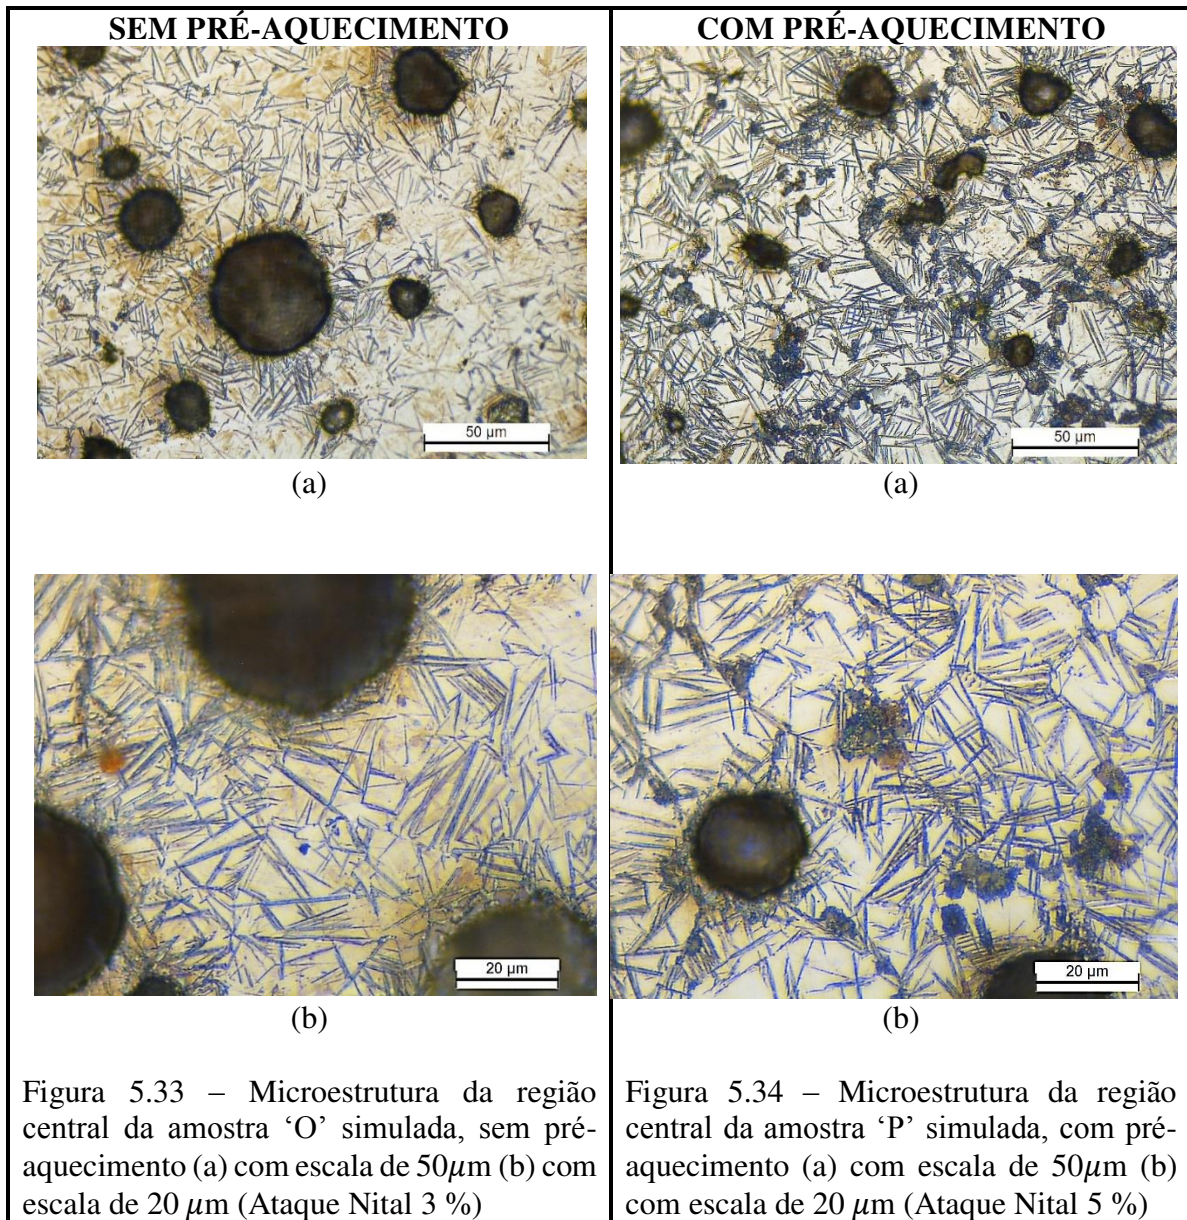 SEM PRÉ-AQUECIMENTO
50 µm
(a)
20 µm
(b)
Figura 5.33 – Microestrutura da região
central da amostra ‘O’ simulada, sem pré-
aquecimento (a) com escala de 50µm (b) com
escala de 20 µm (Ataque Nital 3 %)
COM PRÉ-AQUECIMENTO
50 µm
(a)
20 µm
(b)
Figura 5.34 – Microestrutura da região
central da amostra ‘P’ simulada, com pré-
aquecimento (a) com escala de 50µm (b)
com escala de 20 µm (Ataque Nital 5 %)